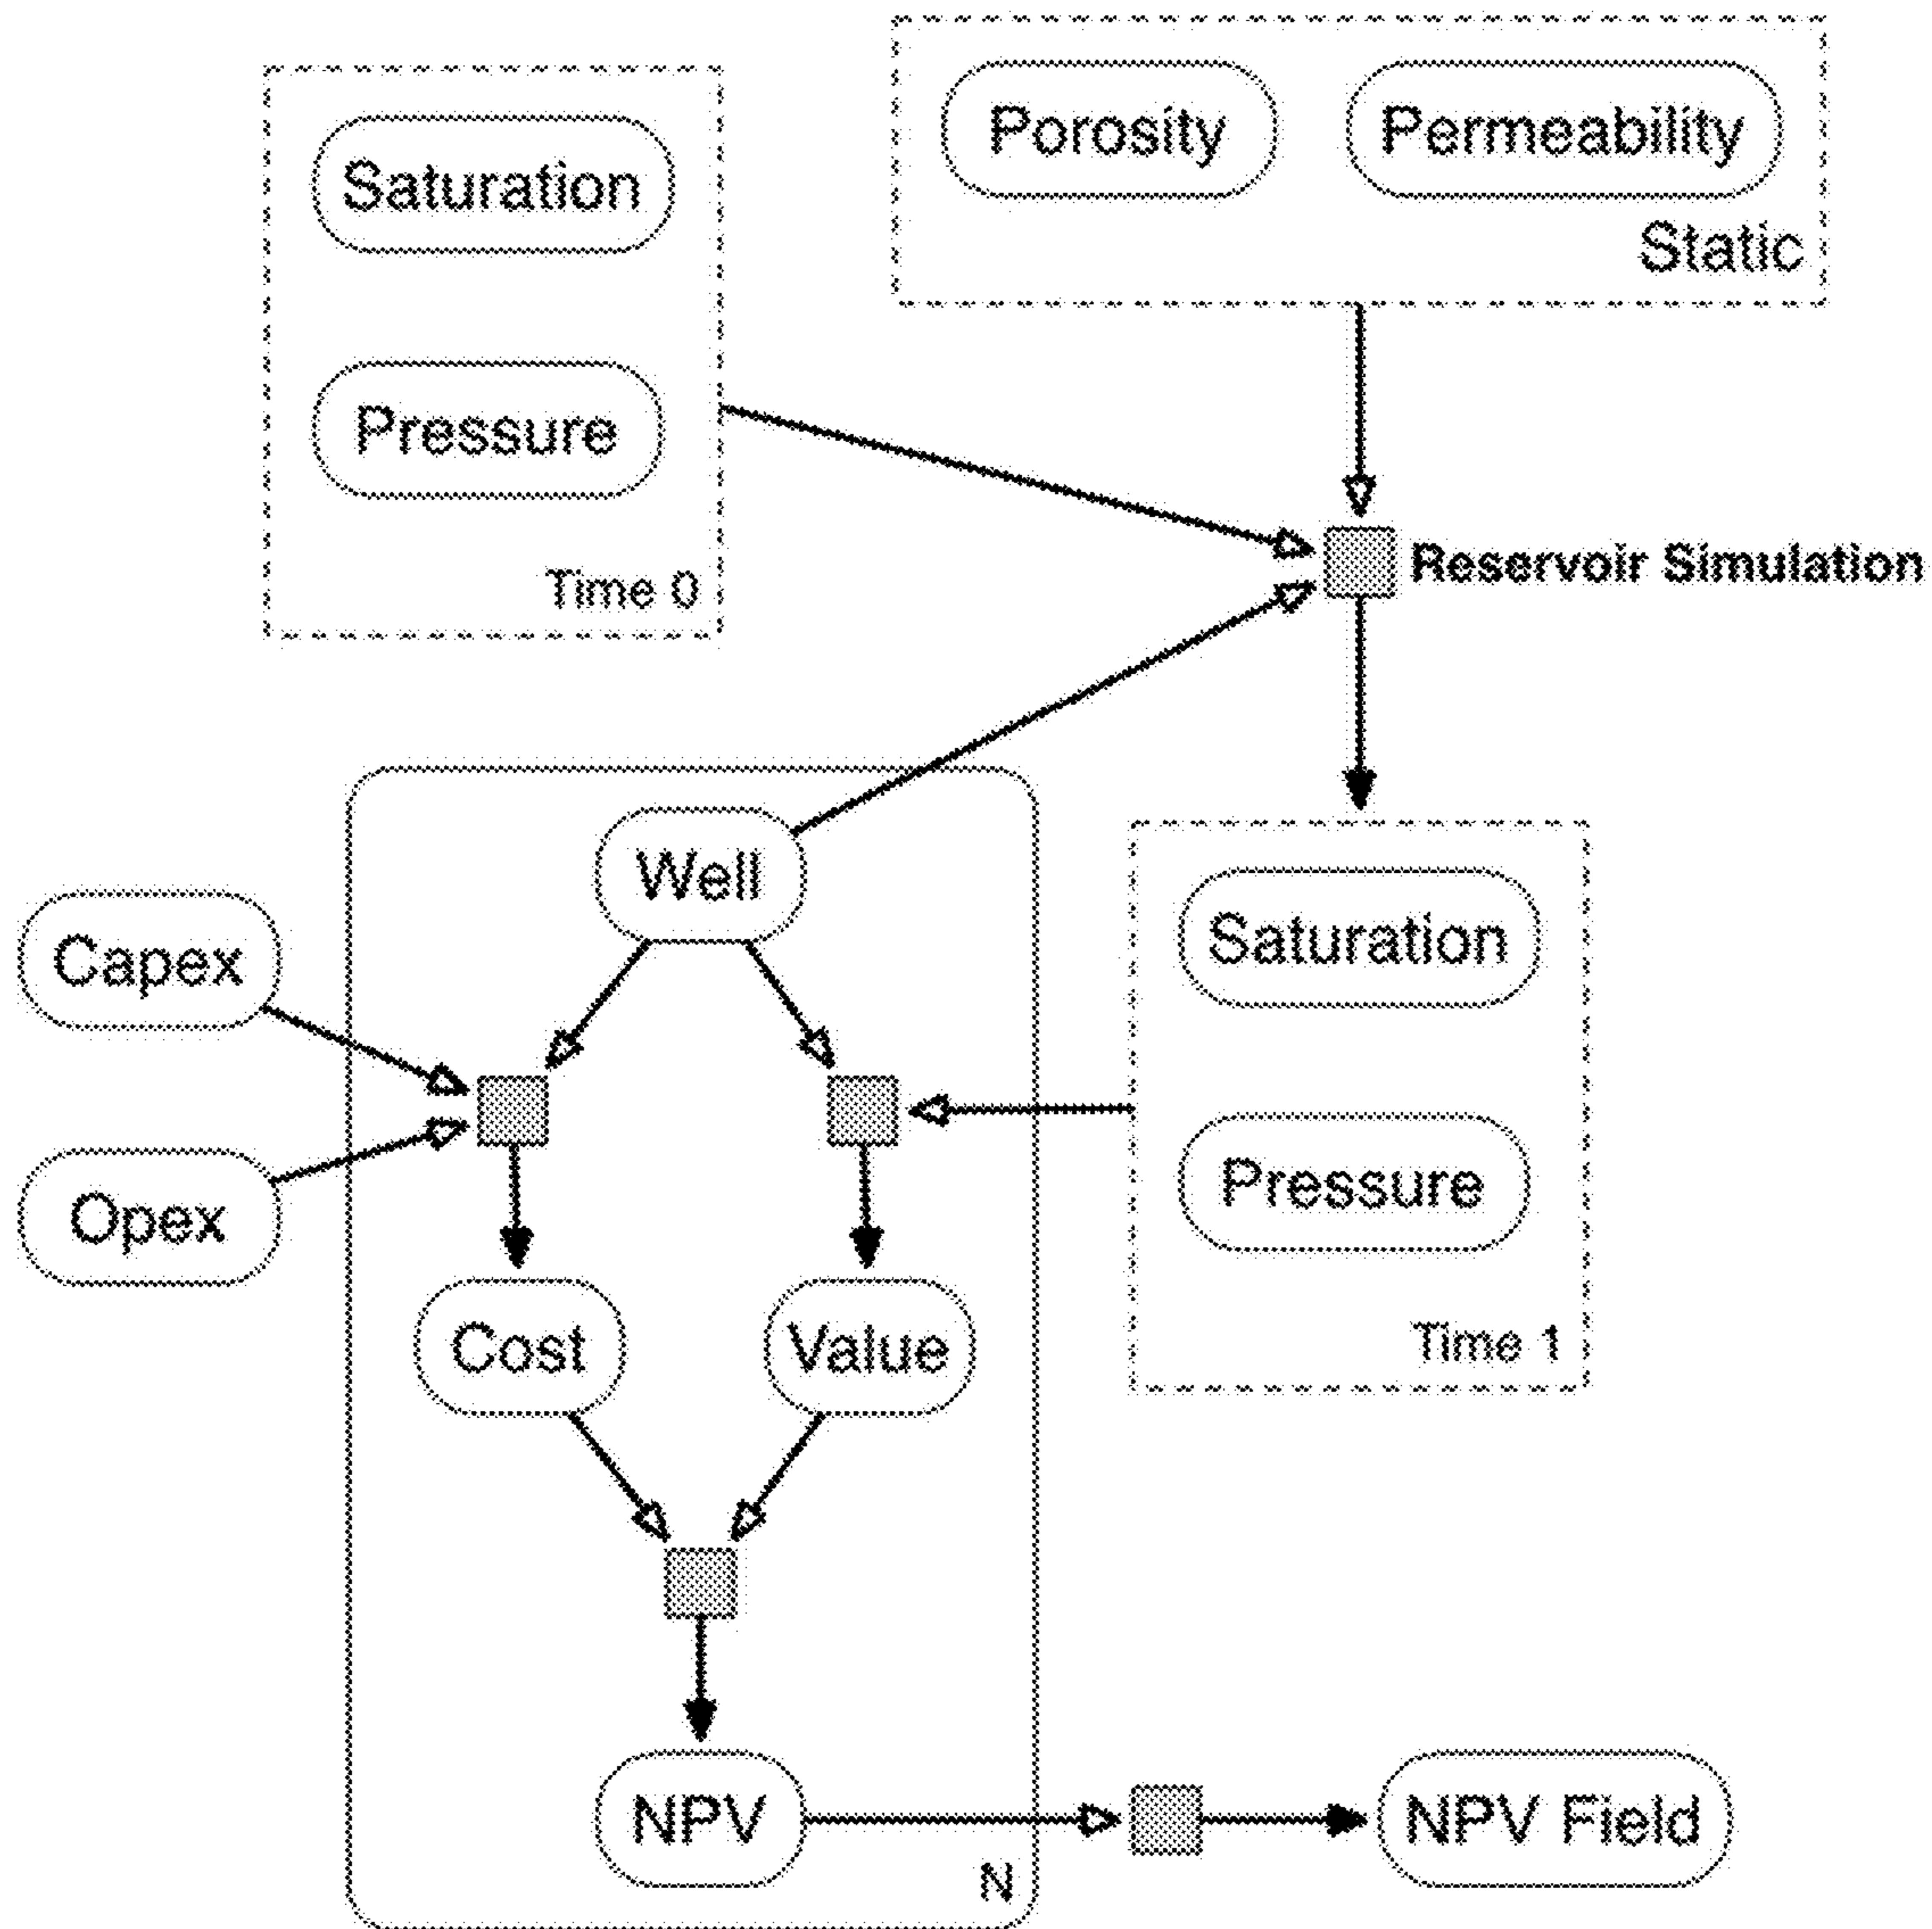 Porosity
Permeability
Static
Saturation
Pressure
Time 0
Reservoir Simulation
Well
Capex
Opex
Saturation
Pressure
Time 1
Cost
Value
NPV
N
NPV Field